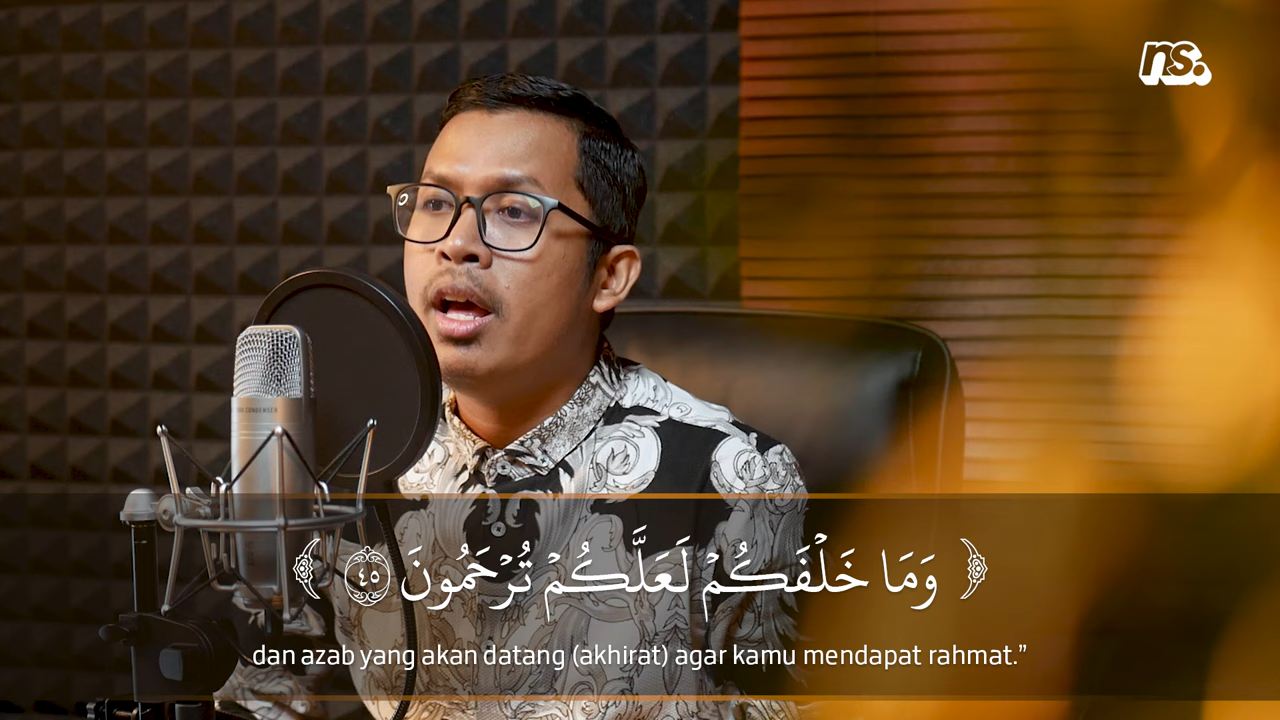 ns.
وَمَا خَلْفَكُمْ لَعَلَّكُمْ تُرْحَمُونَ ٤٥
dan azab yang akan datang (akhirat) agar kamu mendapat rahmat.”